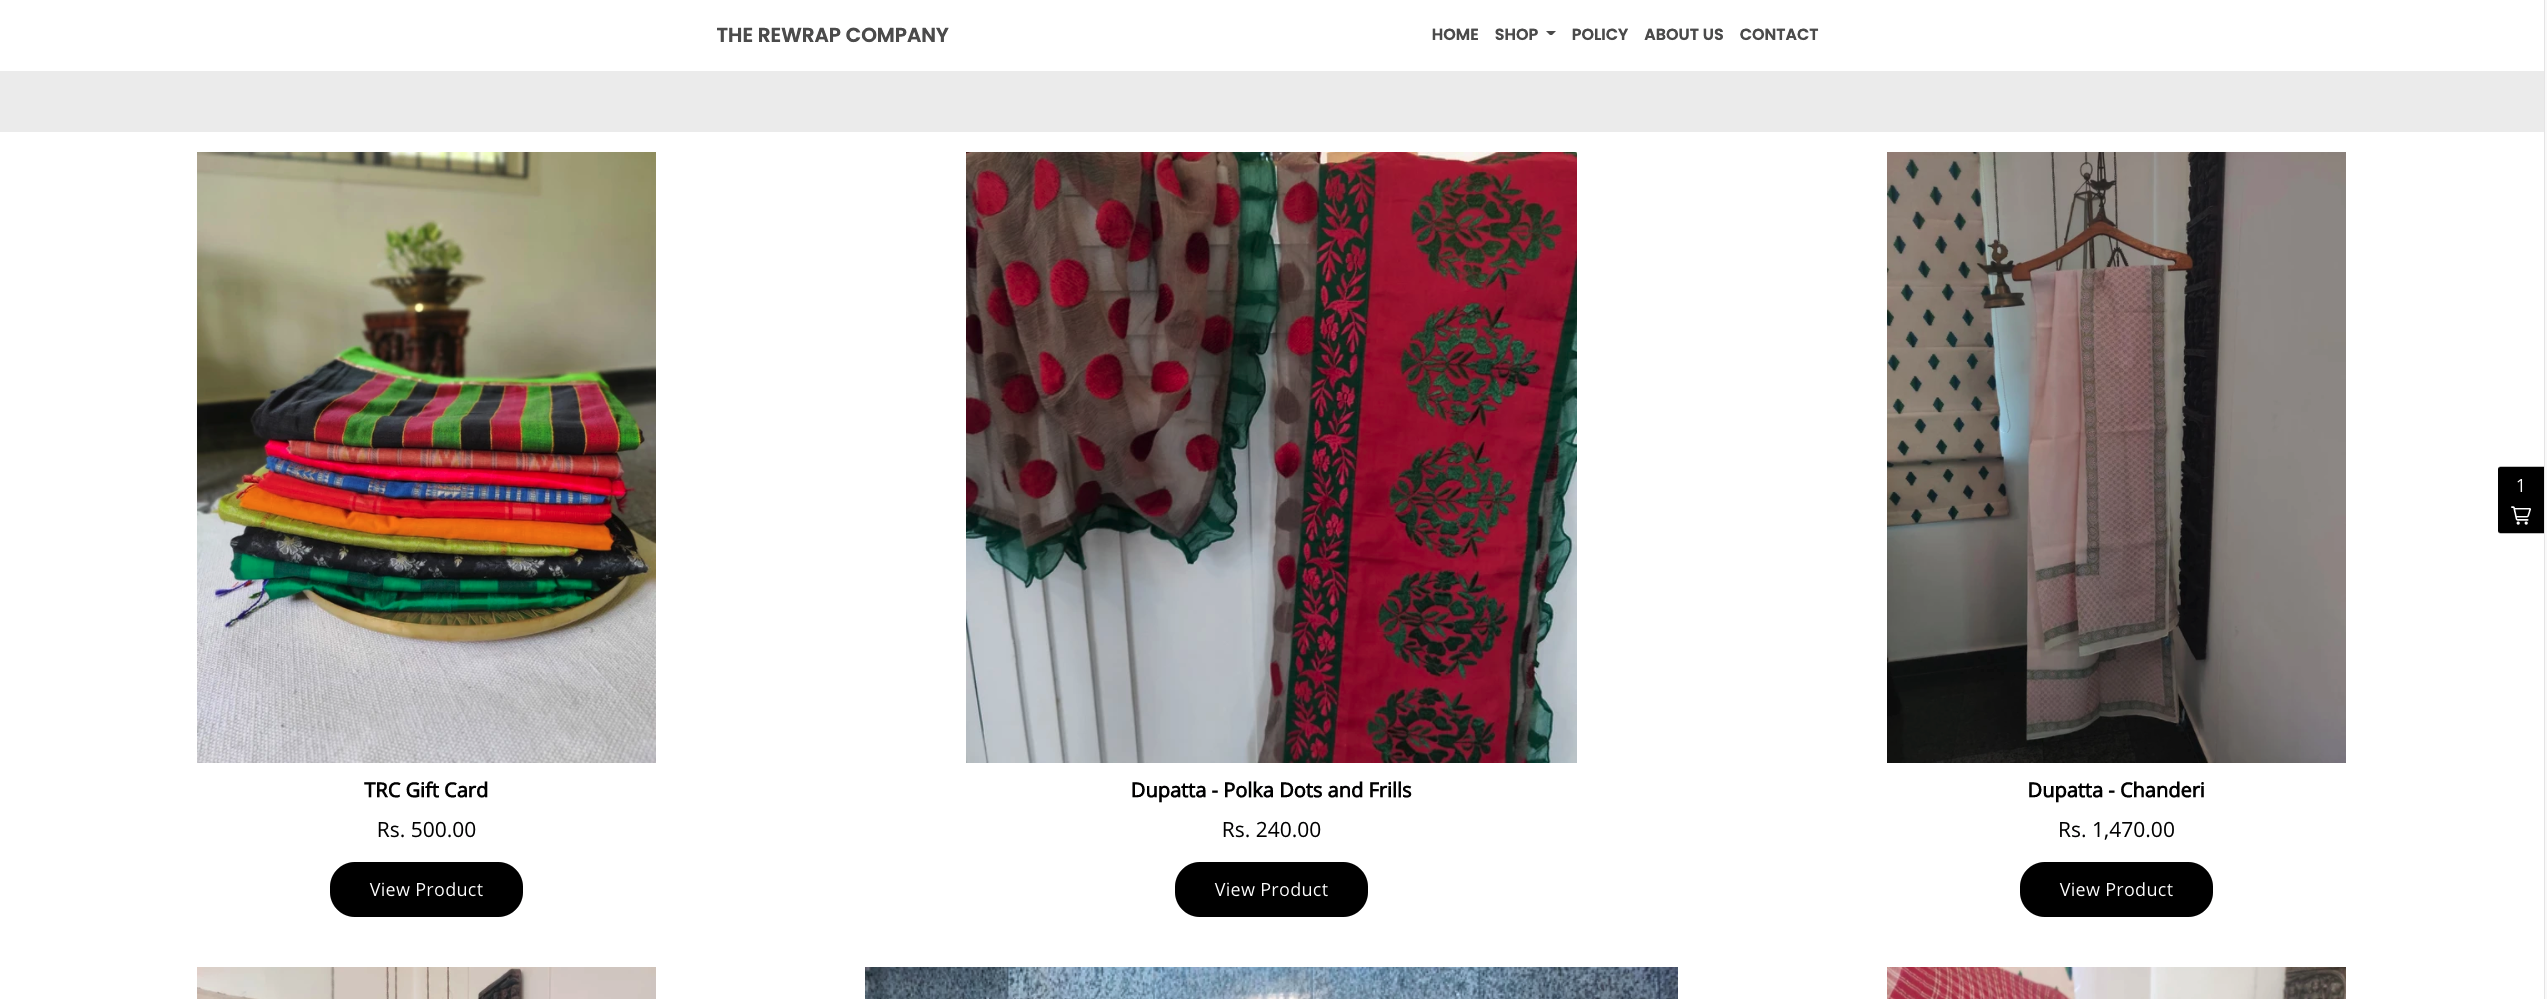 THE REWRAP COMPANY
HOME SHOP POLICY ABOUT US CONTACT
1
TRC Gift Card
Rs. 500.00
View Product
Dupatta - Polka Dots and Frills
Rs. 240.00
View Product
Dupatta - Chanderi
Rs. 1,470.00
View Product